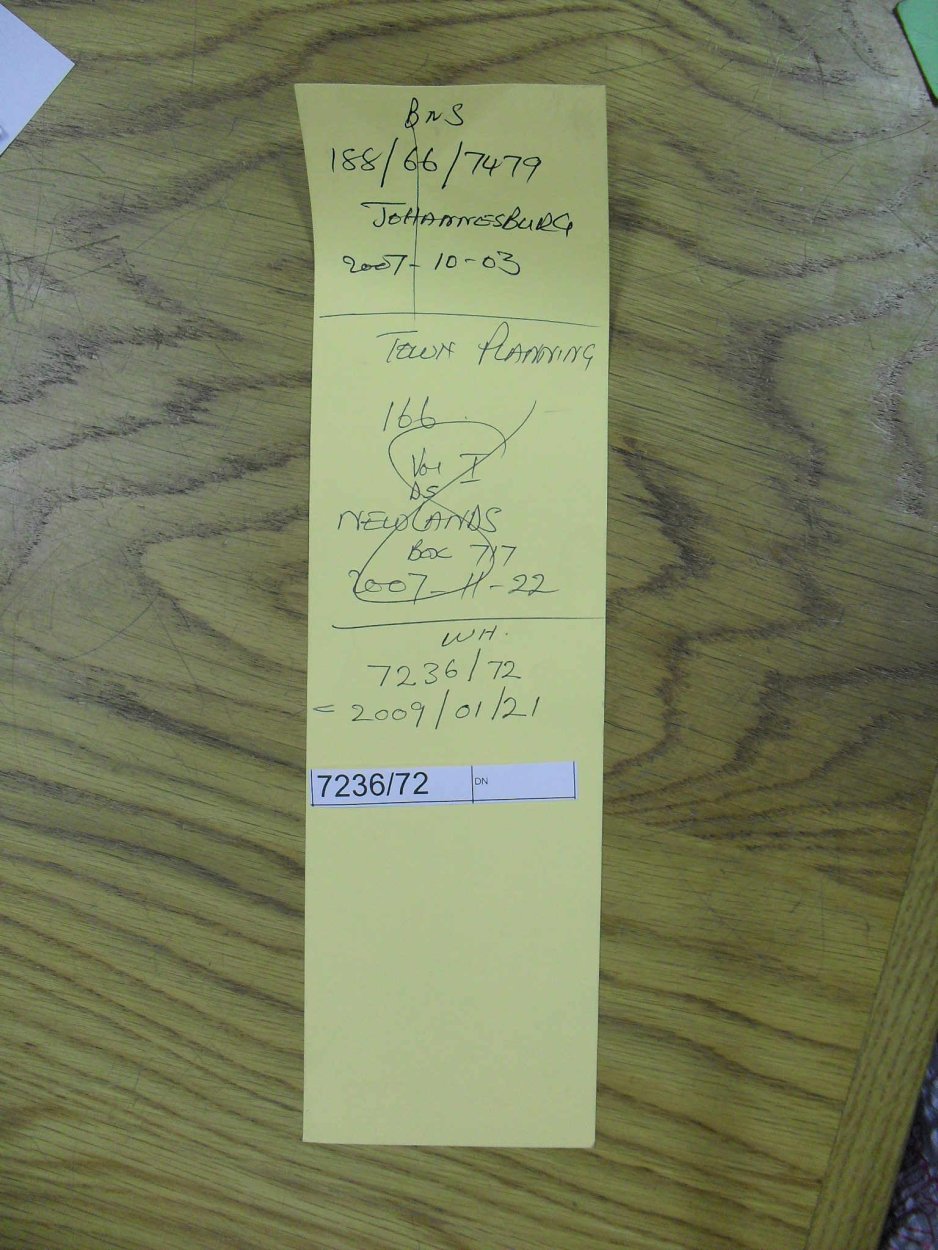 BNS
188/66/7479
JOHANNESBURG
2007-10-03
TOWN PLANNING
166
VOL I
DS
NEWLANDS
BOX 717
2007-11-22
WH.
7236/72
= 2009/01/21
7236/72 DN